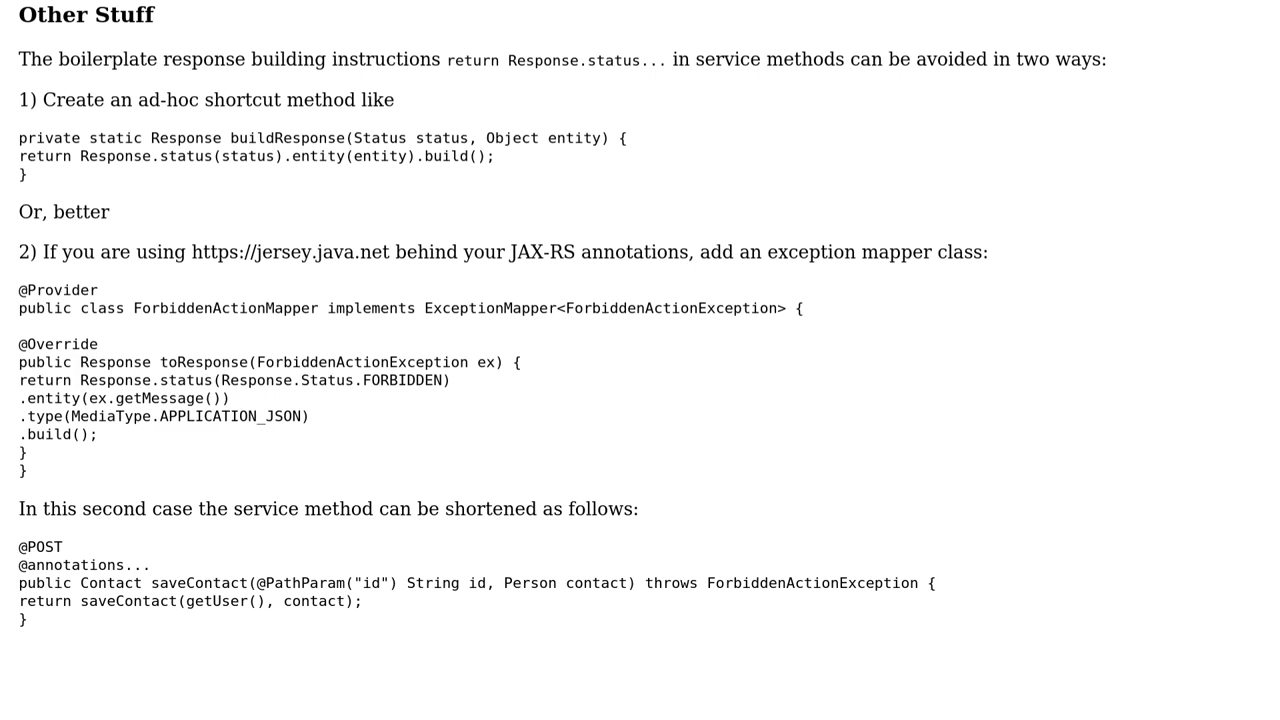 Other Stuff
The boilerplate response building instructions return Response.status... in service methods can be avoided in two ways:
1) Create an ad-hoc shortcut method like
private static Response buildResponse(Status status, Object entity) {
return Response.status(status).entity(entity).build();
}
Or, better
2) If you are using https://jersey.java.net behind your JAX-RS annotations, add an exception mapper class:
@Provider
public class ForbiddenActionMapper implements ExceptionMapper<ForbiddenActionException> {
@Override
public Response toResponse(ForbiddenActionException ex) {
return Response.status(Response.Status.FORBIDDEN)
.entity(ex.getMessage())
.type(MediaType.APPLICATION_JSON)
.build();
}
}
In this second case the service method can be shortened as follows:
@POST
@annotations...
public Contact saveContact(@PathParam("id") String id, Person contact) throws ForbiddenActionException {
return saveContact(getUser(), contact);
}